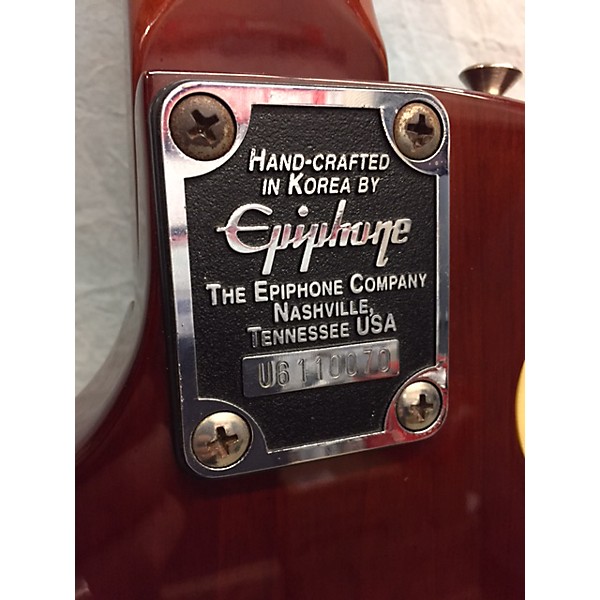 HAND-CRAFTED
IN KOREA BY
Epiphone
THE EPIPHONE COMPANY
NASHVILLE,
TENNESSEE USA
U6110070